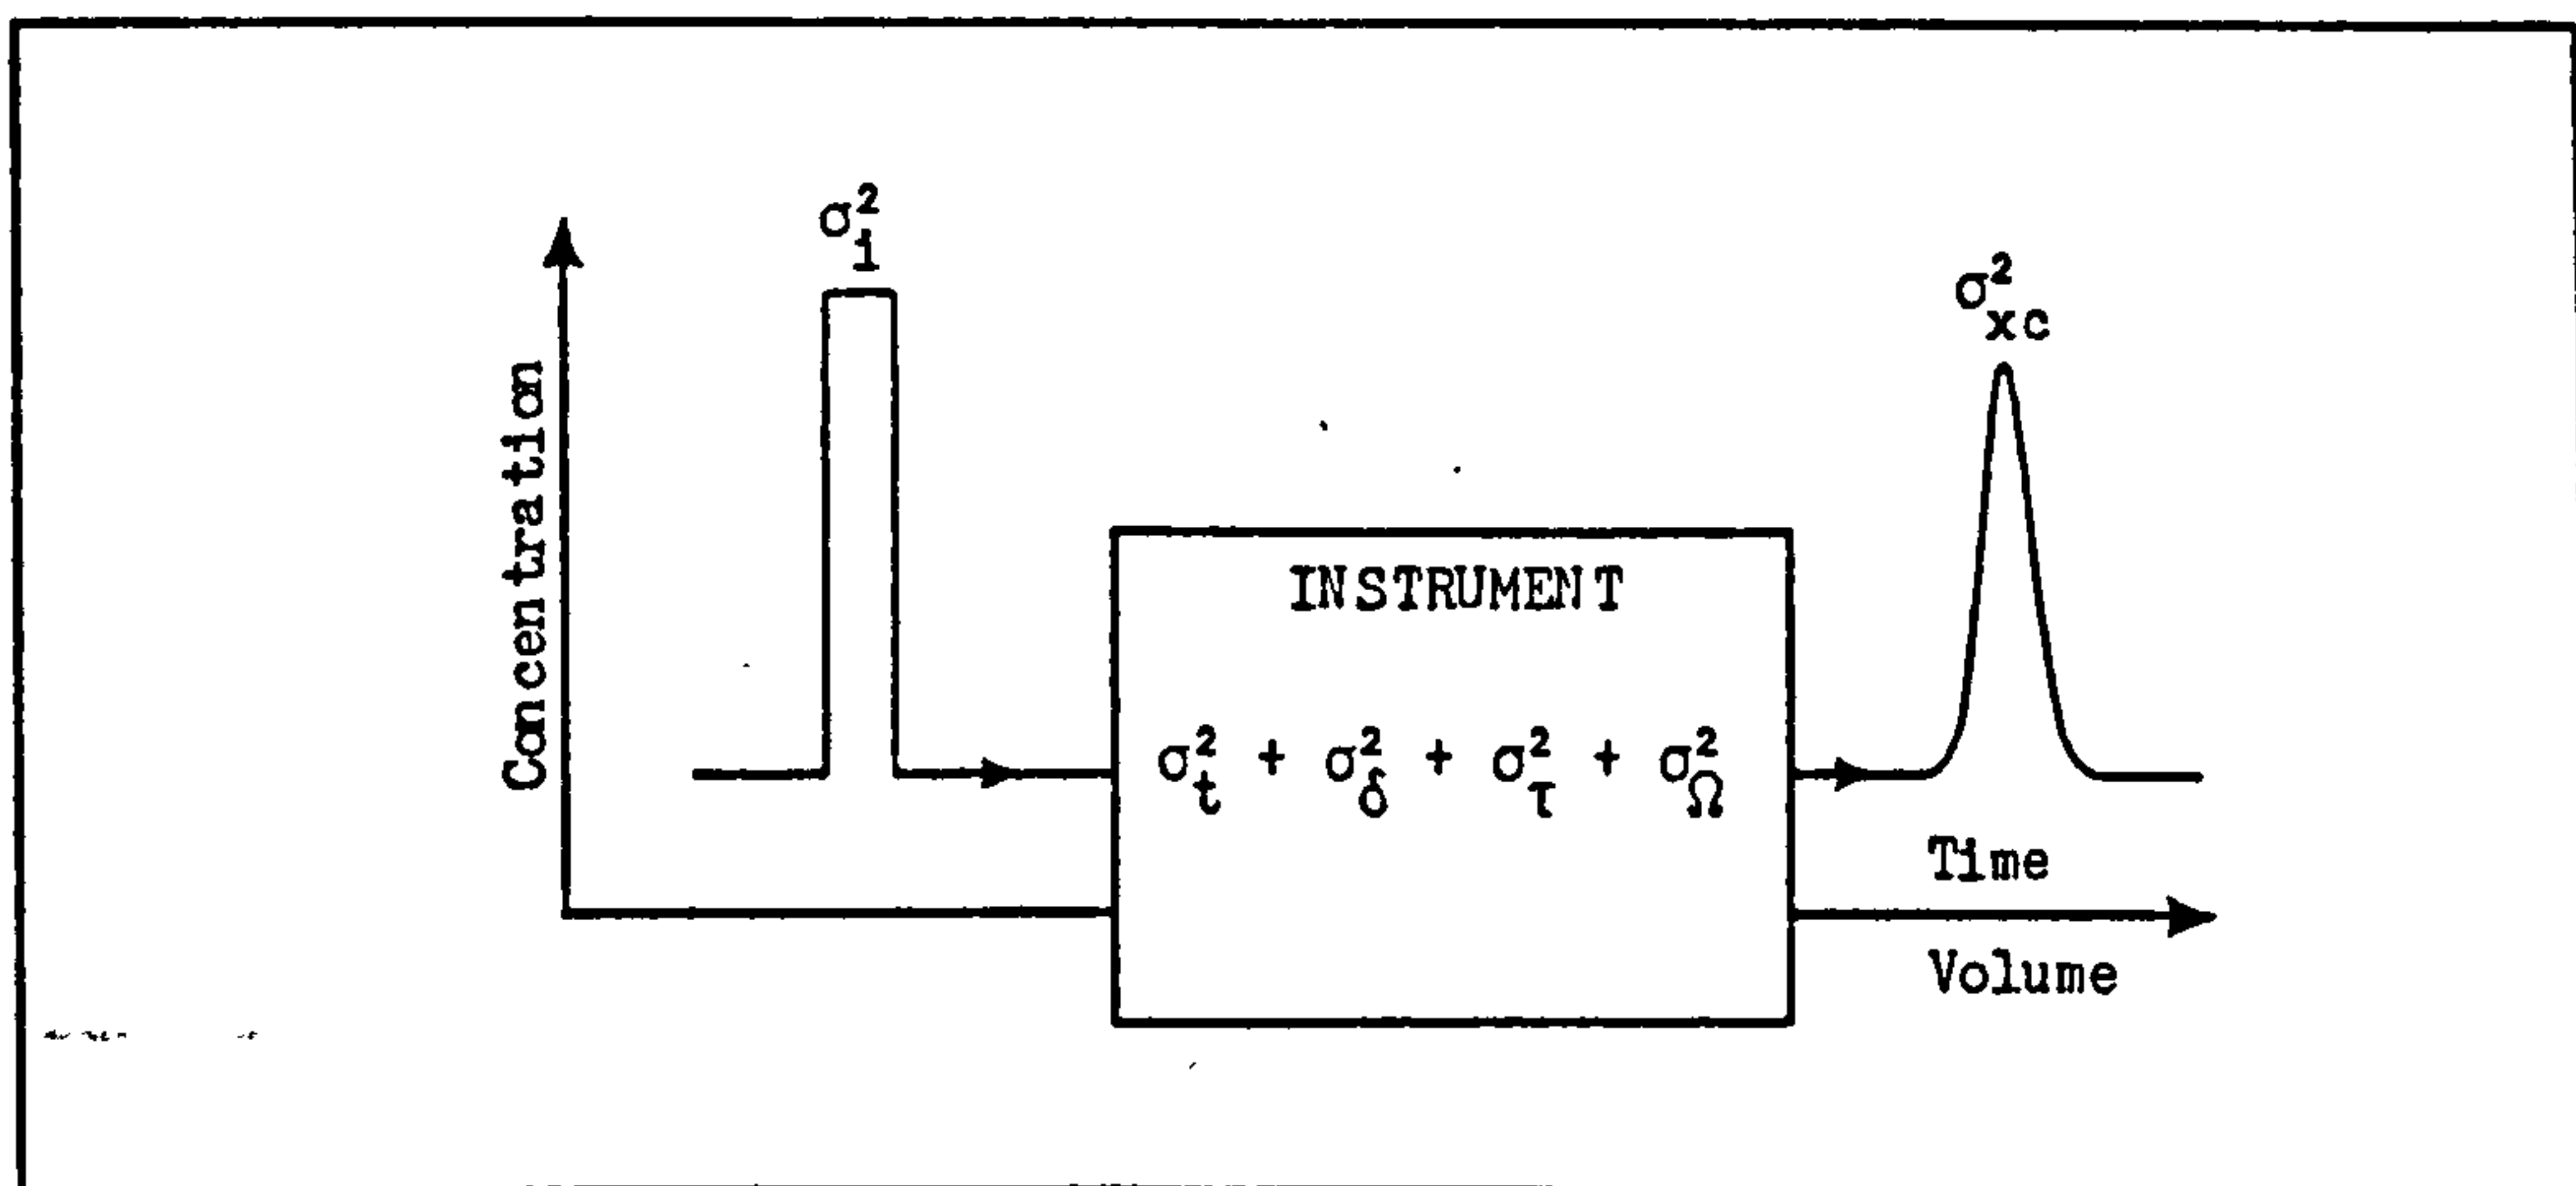 σ²ᵢ
σ²xc
Concentration
INSTRUMENT
σ²t + σ²δ + σ²τ + σ²Ω
Time
Volume